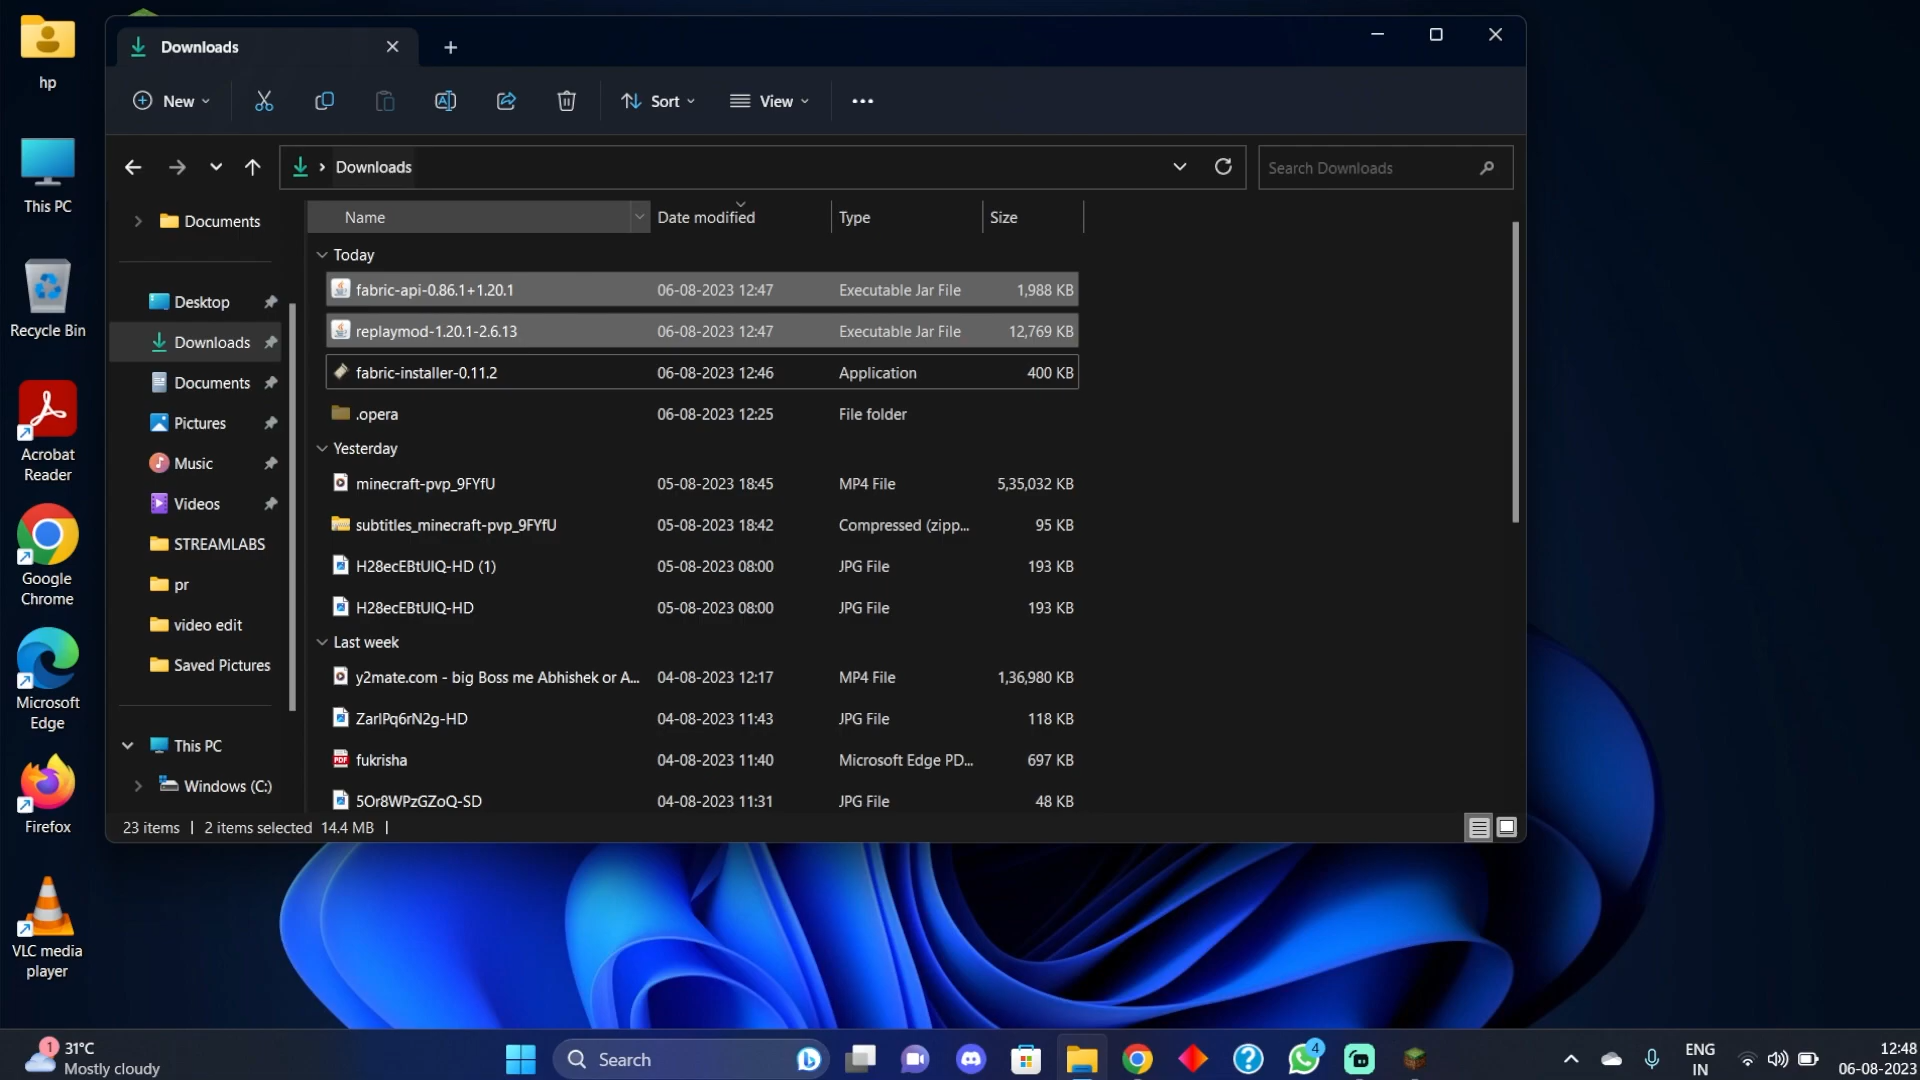 hp
This PC
Recycle Bin
Acrobat
Reader
Google
Chrome
Microsoft
Edge
Firefox
VLC media
player
Downloads
New
Sort
View
Downloads
Search Downloads
Documents
Desktop
Downloads
Documents
Pictures
Music
Videos
STREAMLABS
pr
video edit
Saved Pictures
This PC
Windows (C:)
Name Date modified Type Size
Today
fabric-api-0.86.1+1.20.1 06-08-2023 12:47 Executable Jar File 1,988 KB
replaymod-1.20.1-2.6.13 06-08-2023 12:47 Executable Jar File 12,769 KB
fabric-installer-0.11.2 06-08-2023 12:46 Application 400 KB
.opera 06-08-2023 12:25 File folder
Yesterday
minecraft-pvp_9FYfU 05-08-2023 18:45 MP4 File 5,35,032 KB
subtitles_minecraft-pvp_9FYfU 05-08-2023 18:42 Compressed (zipp... 95 KB
H28ecEBtUIQ-HD (1) 05-08-2023 08:00 JPG File 193 KB
H28ecEBtUIQ-HD 05-08-2023 08:00 JPG File 193 KB
Last week
y2mate.com - big Boss me Abhishek or A... 04-08-2023 12:17 MP4 File 1,36,980 KB
ZarlPq6rN2g-HD 04-08-2023 11:43 JPG File 118 KB
fukrisha 04-08-2023 11:40 Microsoft Edge PD... 697 KB
5Or8WPzGZoQ-SD 04-08-2023 11:31 JPG File 48 KB
23 items | 2 items selected 14.4 MB |
1
31°C
Mostly cloudy
Search
4
ENG
IN
12:48
06-08-2023